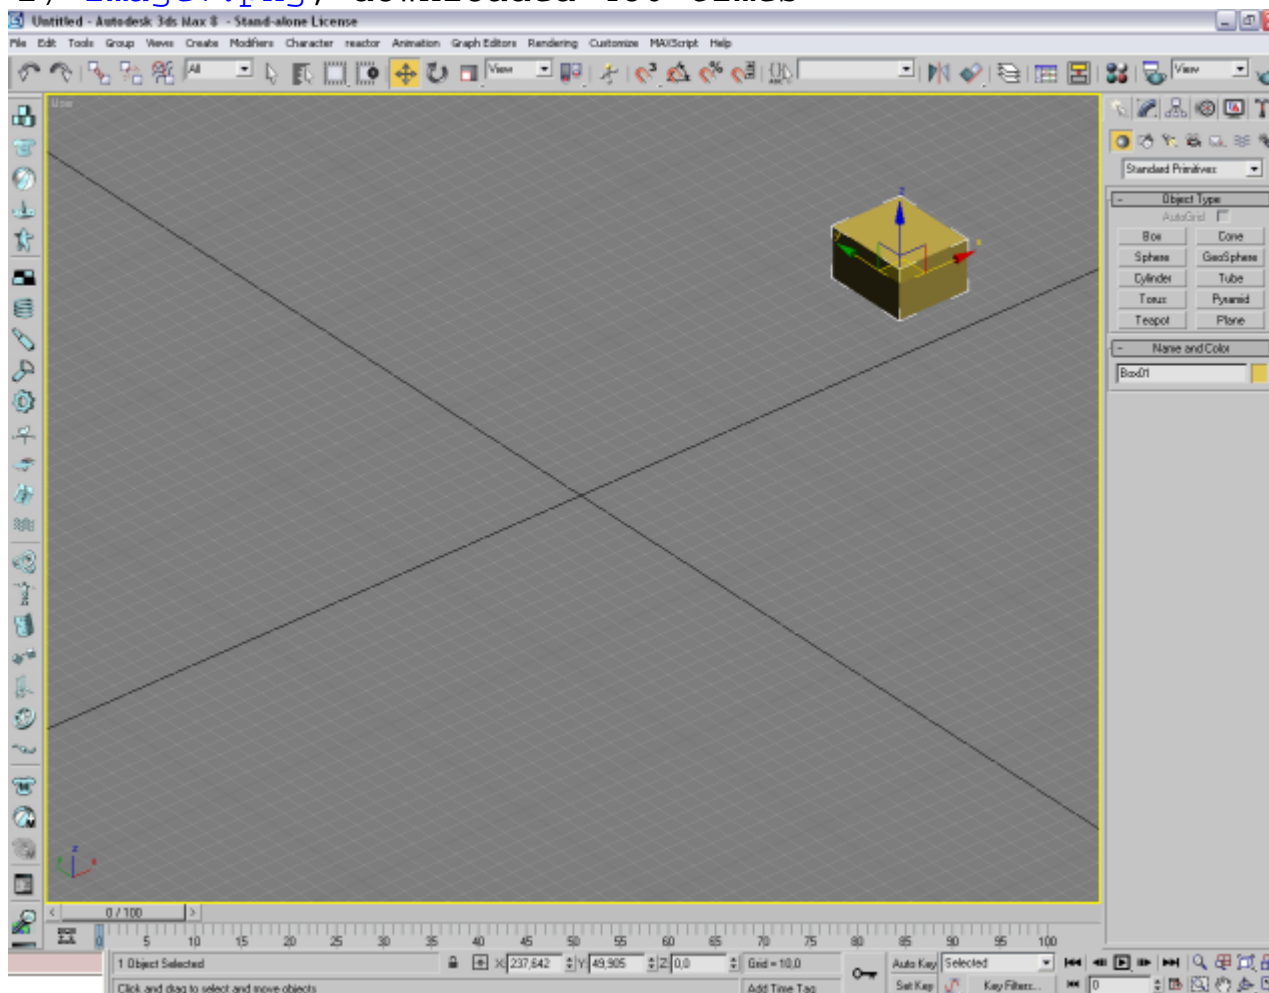 Untitled - Autodesk 3ds Max 8 - Stand-alone License
File Edit Tools Group Views Create Modifiers Character reactor Animation Graph Editors Rendering Customize MAXScript Help
All
View
View
User
Standard Primitives
- Object Type
AutoGrid
Box Cone
Sphere GeoSphere
Cylinder Tube
Torus Pyramid
Teapot Plane
- Name and Color
Box01
z
y
x
z
y
x
0 / 100
0 5 10 15 20 25 30 35 40 45 50 55 60 65 70 75 80 85 90 95 100
1 Object Selected X: 237,642 Y: 49,905 Z: 0,0 Grid = 10,0 Auto Key Selected
Click and drag to select and move objects Add Time Tag Set Key Key Filters... 0